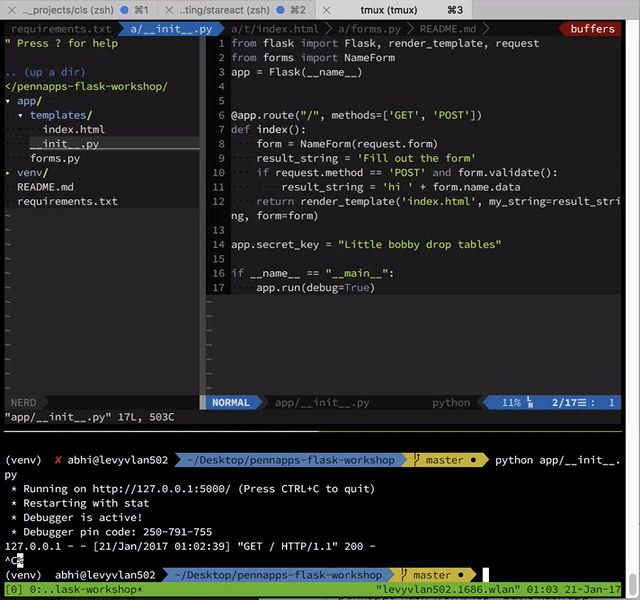 .._projects/cls (zsh) ⌘1 ..ting/stareact (zsh) ⌘2 tmux (tmux) ⌘3
requirements.txt a/__init__.py a/t/index.html a/forms.py README.md buffers
" Press ? for help
.. (up a dir)
</pennapps-flask-workshop/
▾ app/
▾ templates/
index.html
__init__.py
forms.py
▸ venv/
README.md
requirements.txt
~
~
~
~
~
~
~
~
~
~
~
~
~
NERD
1 from flask import Flask, render_template, request
2 from forms import NameForm
3 app = Flask(__name__)
4
5
6 @app.route("/", methods=['GET', 'POST'])
7 def index():
8 form = NameForm(request.form)
9 result_string = 'Fill out the form'
10 if request.method == 'POST' and form.validate():
11 result_string = 'hi ' + form.name.data
12 return render_template('index.html', my_string=result_stri
ng, form=form)
13
14 app.secret_key = "Little bobby drop tables"
15
16 if __name__ == "__main__":
17 app.run(debug=True)
~
~
~
~
~
~
~
NORMAL app/__init__.py python 11% 2/17☰ : 1
"app/__init__.py" 17L, 503C
(venv) ✘ abhi@levyvlan502 ~/Desktop/pennapps-flask-workshop master ● python app/__init__.
py
* Running on http://127.0.0.1:5000/ (Press CTRL+C to quit)
* Restarting with stat
* Debugger is active!
* Debugger pin code: 250-791-755
127.0.0.1 - - [21/Jan/2017 01:02:39] "GET / HTTP/1.1" 200 -
^C%
(venv) abhi@levyvlan502 ~/Desktop/pennapps-flask-workshop master ●
[0] 0:..lask-workshop* "levyvlan502.1686.wlan" 01:03 21-Jan-17